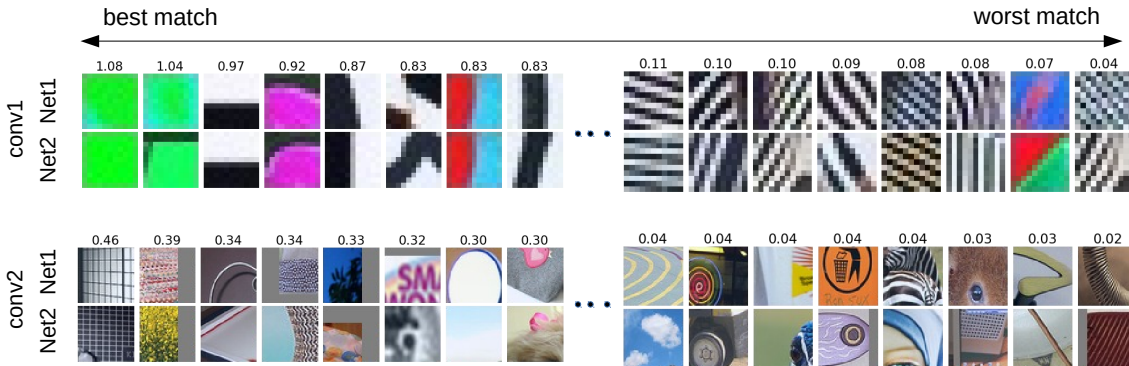 best match worst match
1.08 1.04 0.97 0.92 0.87 0.83 0.83 0.83 0.11 0.10 0.10 0.09 0.08 0.08 0.07 0.04
conv1
Net1
Net2
...
0.46 0.39 0.34 0.34 0.33 0.32 0.30 0.30 0.04 0.04 0.04 0.04 0.04 0.03 0.03 0.02
conv2
Net1
Net2
...
SMA